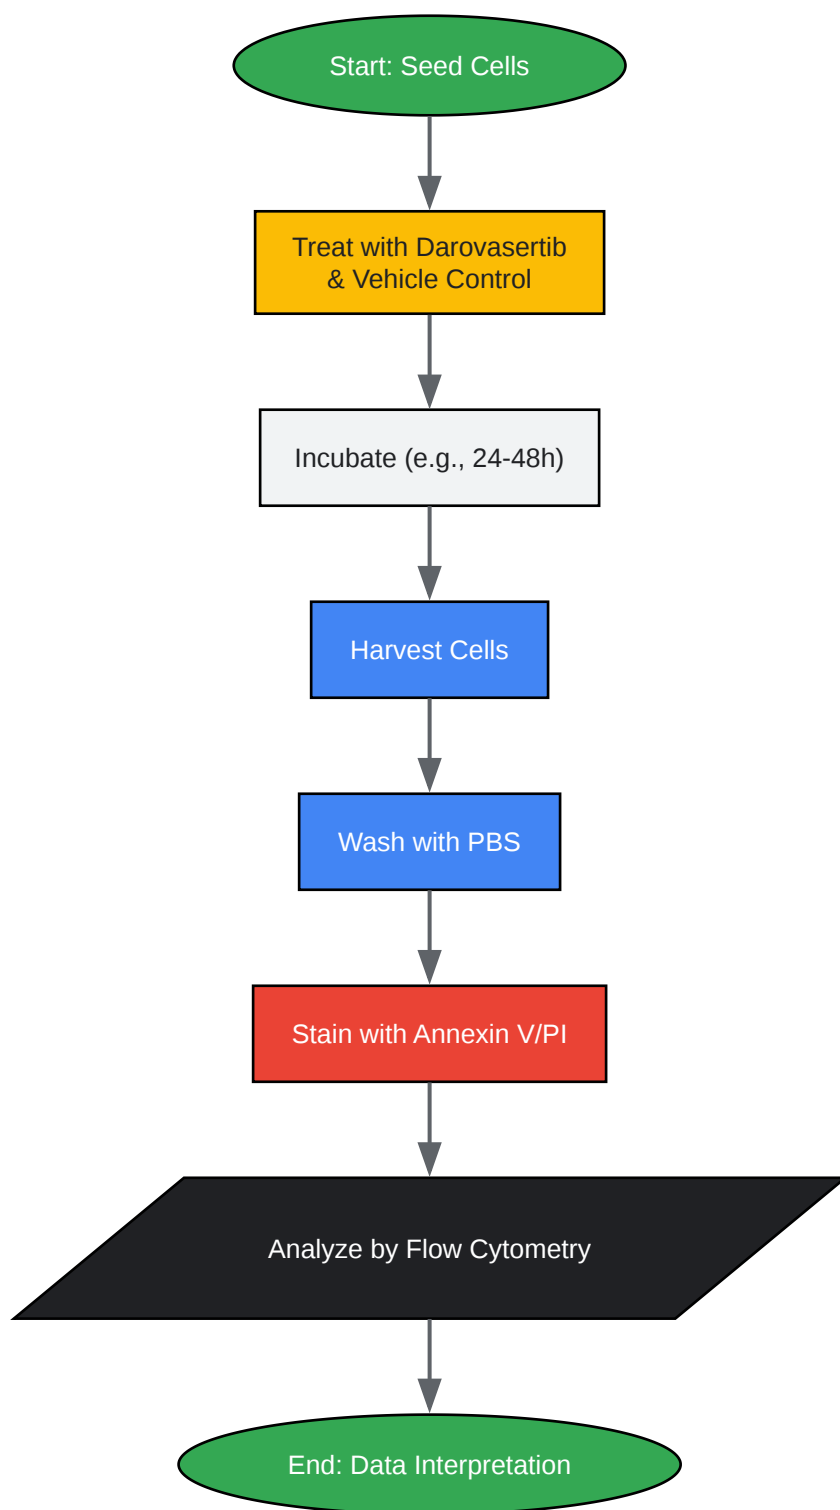 Start: Seed Cells
Treat with Darovasertib
& Vehicle Control
Incubate (e.g., 24-48h)
Harvest Cells
Wash with PBS
Stain with Annexin V/PI
Analyze by Flow Cytometry
End: Data Interpretation